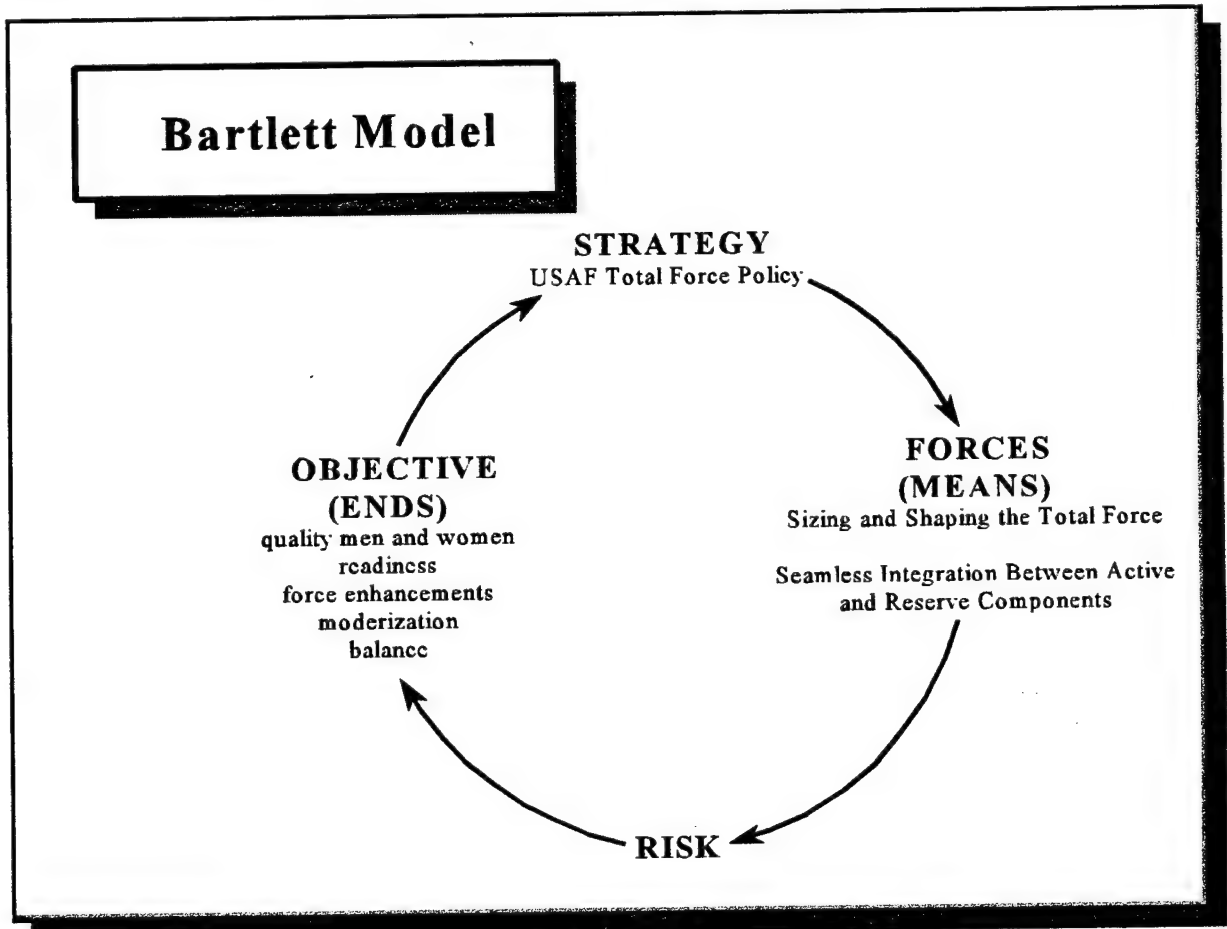 Bartlett Model
STRATEGY
USAF Total Force Policy
OBJECTIVE
(ENDS)
quality men and women
readiness
force enhancements
moderization
balance
FORCES
(MEANS)
Sizing and Shaping the Total Force
Seamless Integration Between Active
and Reserve Components
RISK